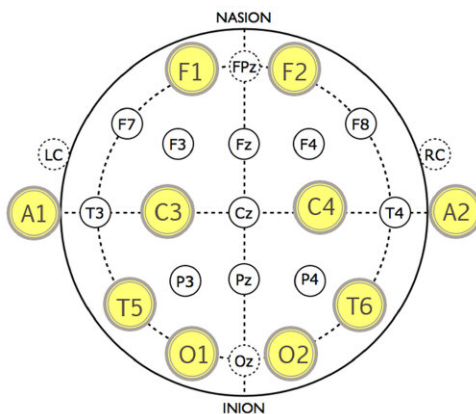 NASION
F1 FPz F2
F7 F8
F3 Fz F4
LC RC
A1 T3 C3 Cz C4 T4 A2
P3 Pz P4
T5 T6
O1 Oz O2
INION